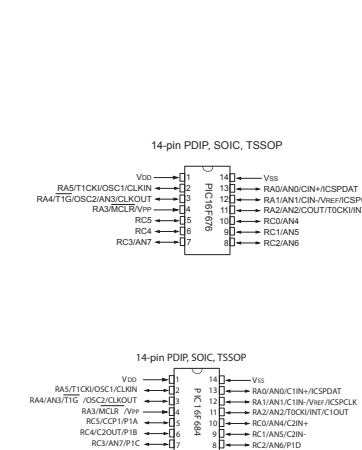 14-pin PDIP, SOIC, TSSOP
VDD 1 14 VSS
RA5/T1CKI/OSC1/CLKIN 2 13 RA0/AN0/CIN+/ICSPDAT
RA4/T1G/OSC2/AN3/CLKOUT 3 12 RA1/AN1/CIN-/VREF/ICSP
RA3/MCLR/VPP 4 11 RA2/AN2/COUT/T0CKI/IN
RC5 5 10 RC0/AN4
RC4 6 9 RC1/AN5
RC3/AN7 7 8 RC2/AN6
PIC16F676
14-pin PDIP, SOIC, TSSOP
VDD 1 14 VSS
RA5/T1CKI/OSC1/CLKIN 2 13 RA0/AN0/C1IN+/ICSPDAT
RA4/AN3/T1G /OSC2/CLKOUT 3 12 RA1/AN1/C1IN-/VREF/ICSPCLK
RA3/MCLR /VPP 4 11 RA2/AN2/T0CKI/INT/C1OUT
RC5/CCP1/P1A 5 10 RC0/AN4/C2IN+
RC4/C2OUT/P1B 6 9 RC1/AN5/C2IN-
RC3/AN7/P1C 7 8 RC2/AN6/P1D
PIC16F684